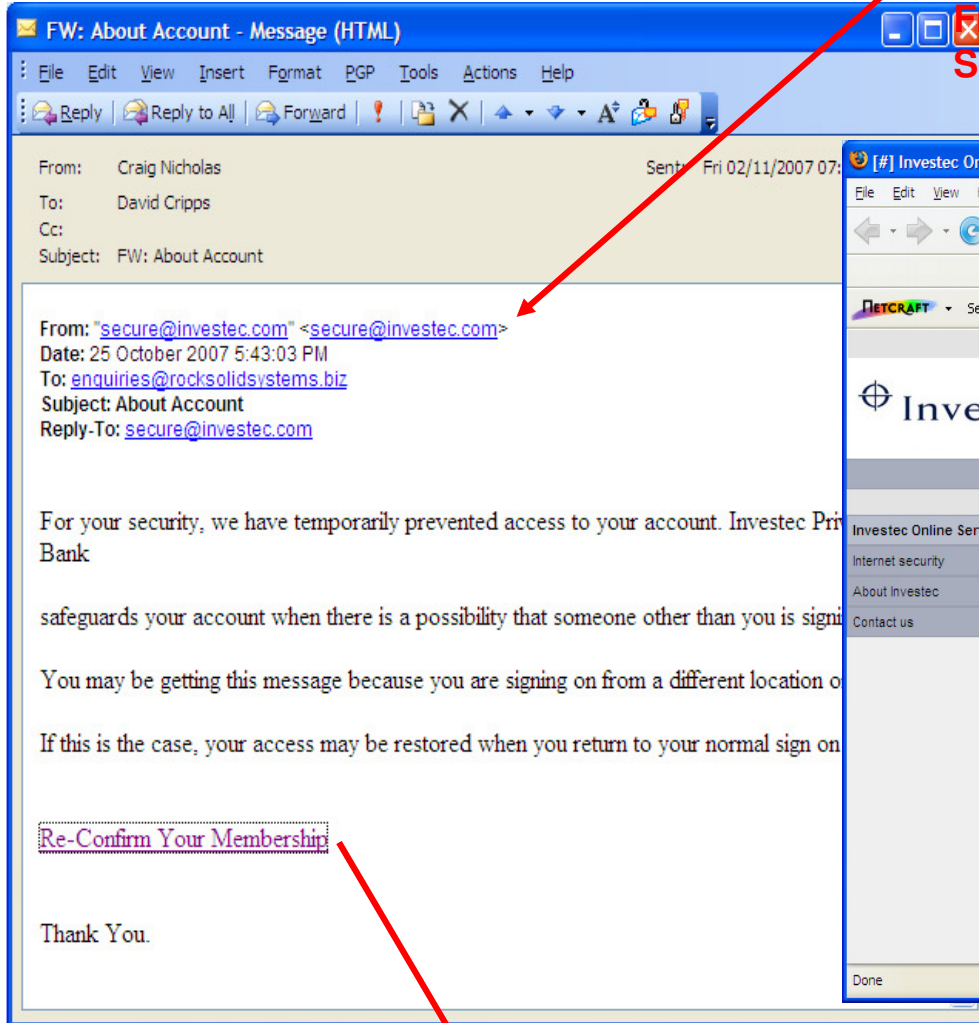 FW: About Account - Message (HTML)
File Edit View Insert Format PGP Tools Actions Help
Reply Reply to All Forward
From: Craig Nicholas Sent: Fri 02/11/2007 07:
To: David Cripps
Cc:
Subject: FW: About Account
From: "secure@investec.com" <secure@investec.com>
Date: 25 October 2007 5:43:03 PM
To: enquiries@rocksolidsystems.biz
Subject: About Account
Reply-To: secure@investec.com
For your security, we have temporarily prevented access to your account. Investec Pri
Bank
safeguards your account when there is a possibility that someone other than you is signi
You may be getting this message because you are signing on from a different location o
If this is the case, your access may be restored when you return to your normal sign on
Re-Confirm Your Membership
Thank You.
S
[#] Investec On
File Edit View
NETCRAFT Se
Inve
Investec Online Ser
Internet security
About Investec
Contact us
Done